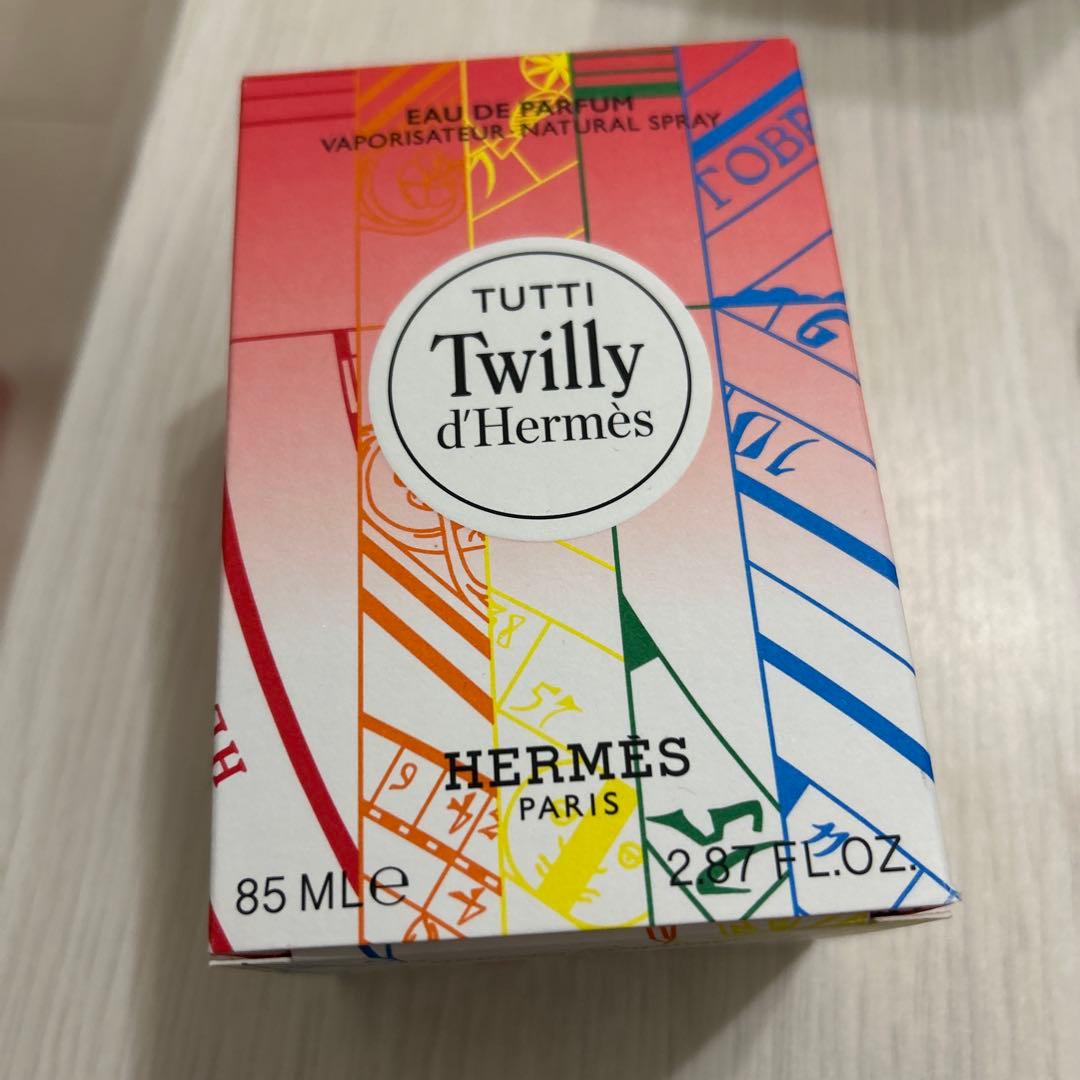 EAU DE PARFUM
VAPORISATEUR - NATURAL SPRAY
TUTTI
Twilly
d'Hermès
HERMÈS
PARIS
85 ML℮
2.87 FL.OZ.